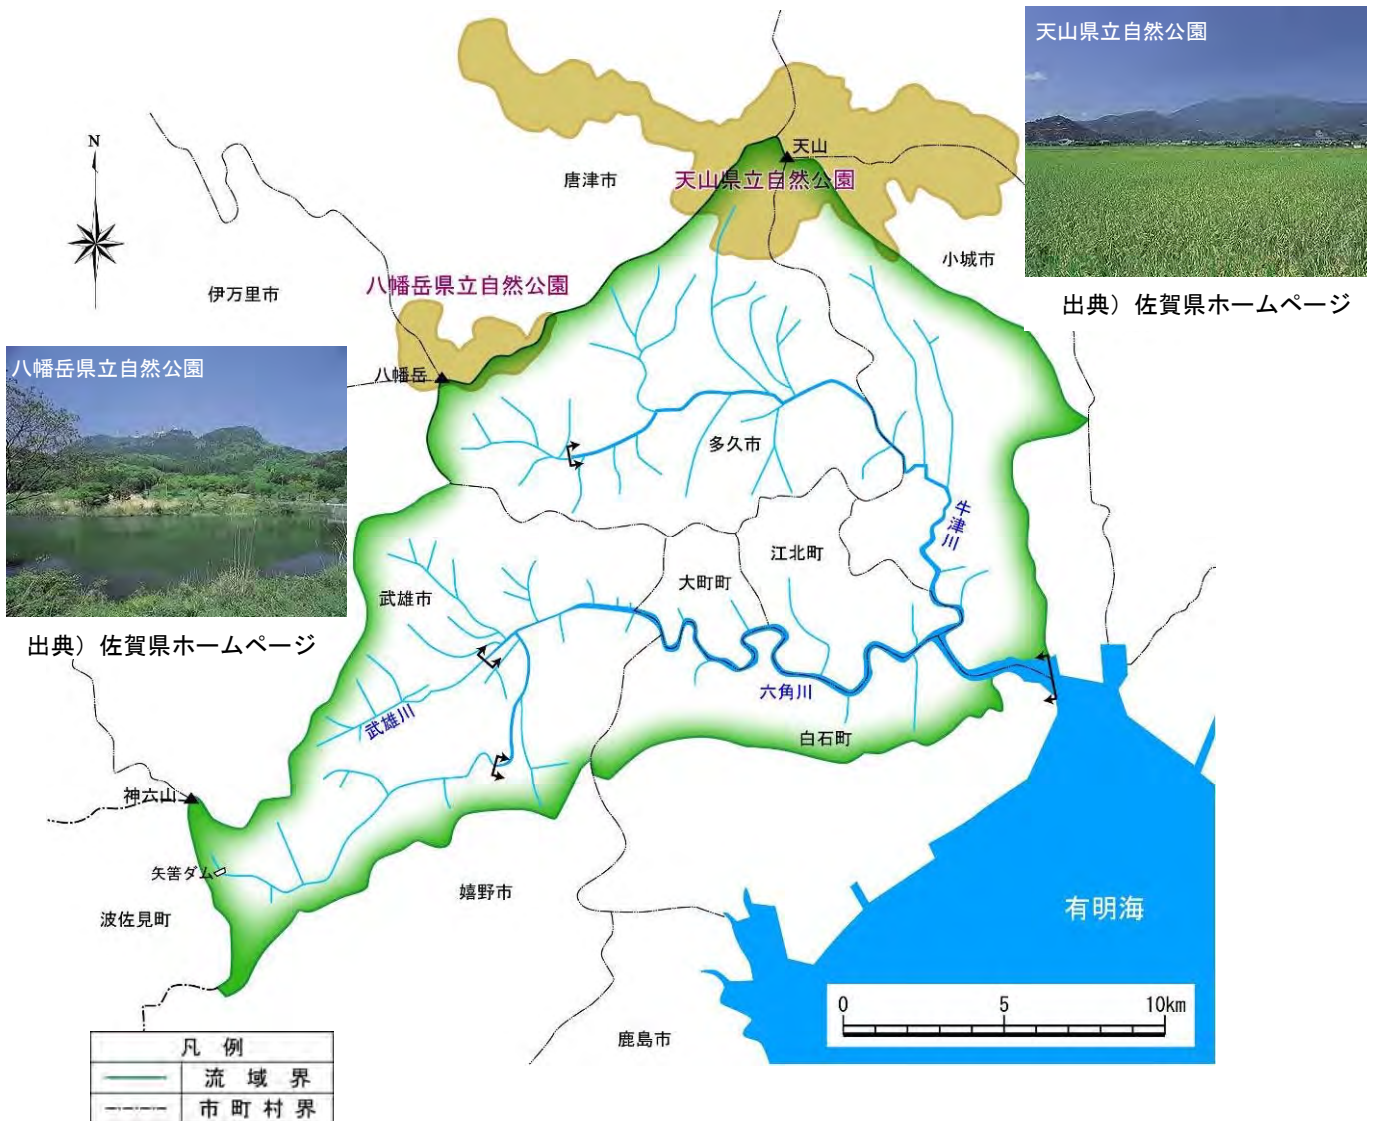 天山県立自然公園
出典）佐賀県ホームページ
N
天山
唐津市
天山県立自然公園
小城市
八幡岳県立自然公園
伊万里市
八幡岳
八幡岳県立自然公園
出典）佐賀県ホームページ
多久市
牛津川
江北町
大町町
武雄市
六角川
武雄川
白石町
神六山
矢筈ダム
波佐見町
嬉野市
有明海
鹿島市
0 5 10km
凡例
流域界
市町村界